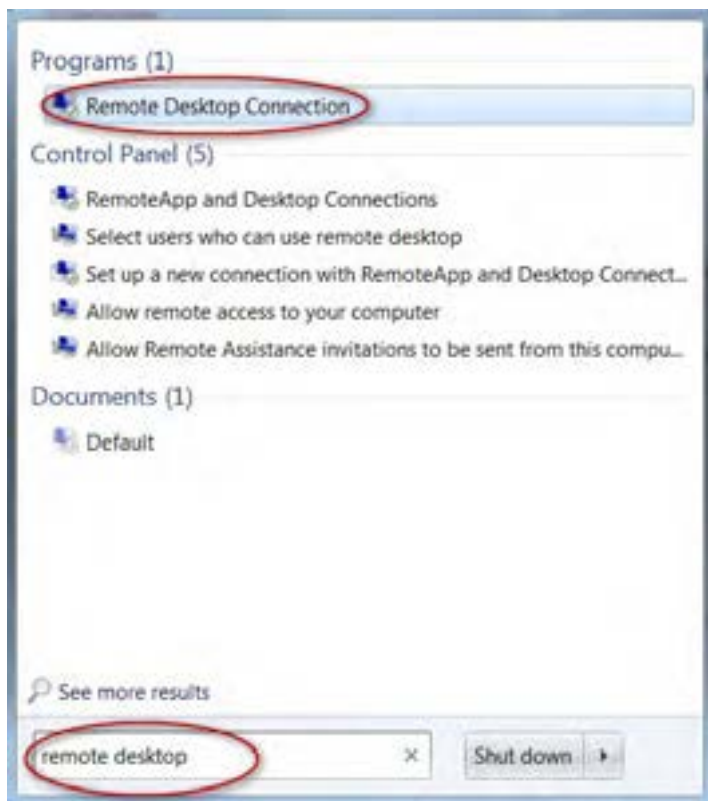 Programs (1)
Remote Desktop Connection
Control Panel (5)
RemoteApp and Desktop Connections
Select users who can use remote desktop
Set up a new connection with RemoteApp and Desktop Connect...
Allow remote access to your computer
Allow Remote Assistance invitations to be sent from this compu...
Documents (1)
Default
See more results
remote desktop
Shut down